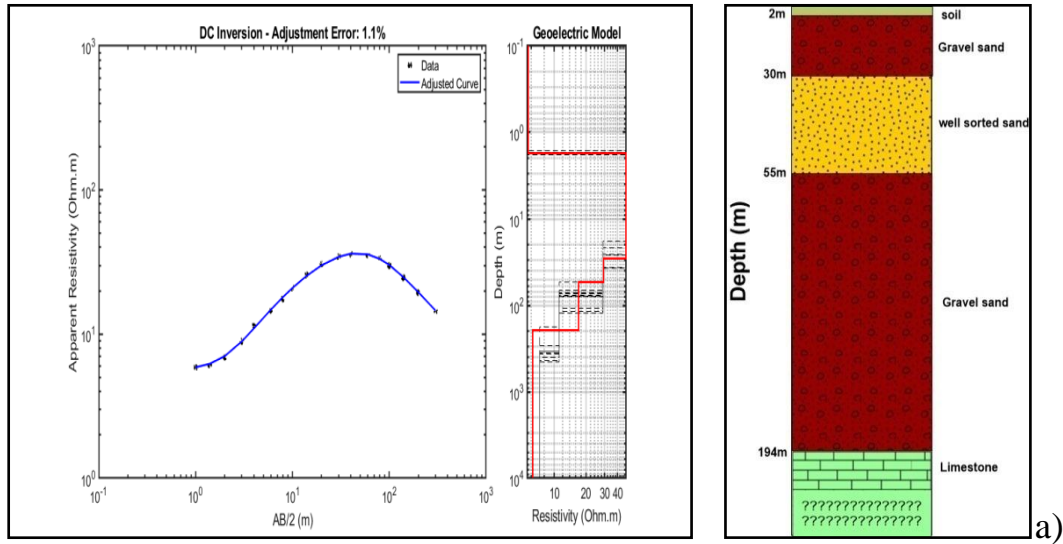 DC Inversion - Adjustment Error: 1.1%
Data
Adjusted Curve
Apparent Resistivity (Ohm.m)
10^3
10^2
10^1
10^0
10^-1
10^0
10^1
10^2
10^3
AB/2 (m)
Geoelectric Model
Depth (m)
10^-1
10^0
10^1
10^2
10^3
10^4
10
20
30 40
Resistivity (Ohm.m)
Depth (m)
2m
soil
Gravel sand
30m
well sorted sand
55m
Gravel sand
194m
Limestone
???????????????
???????????????
a)